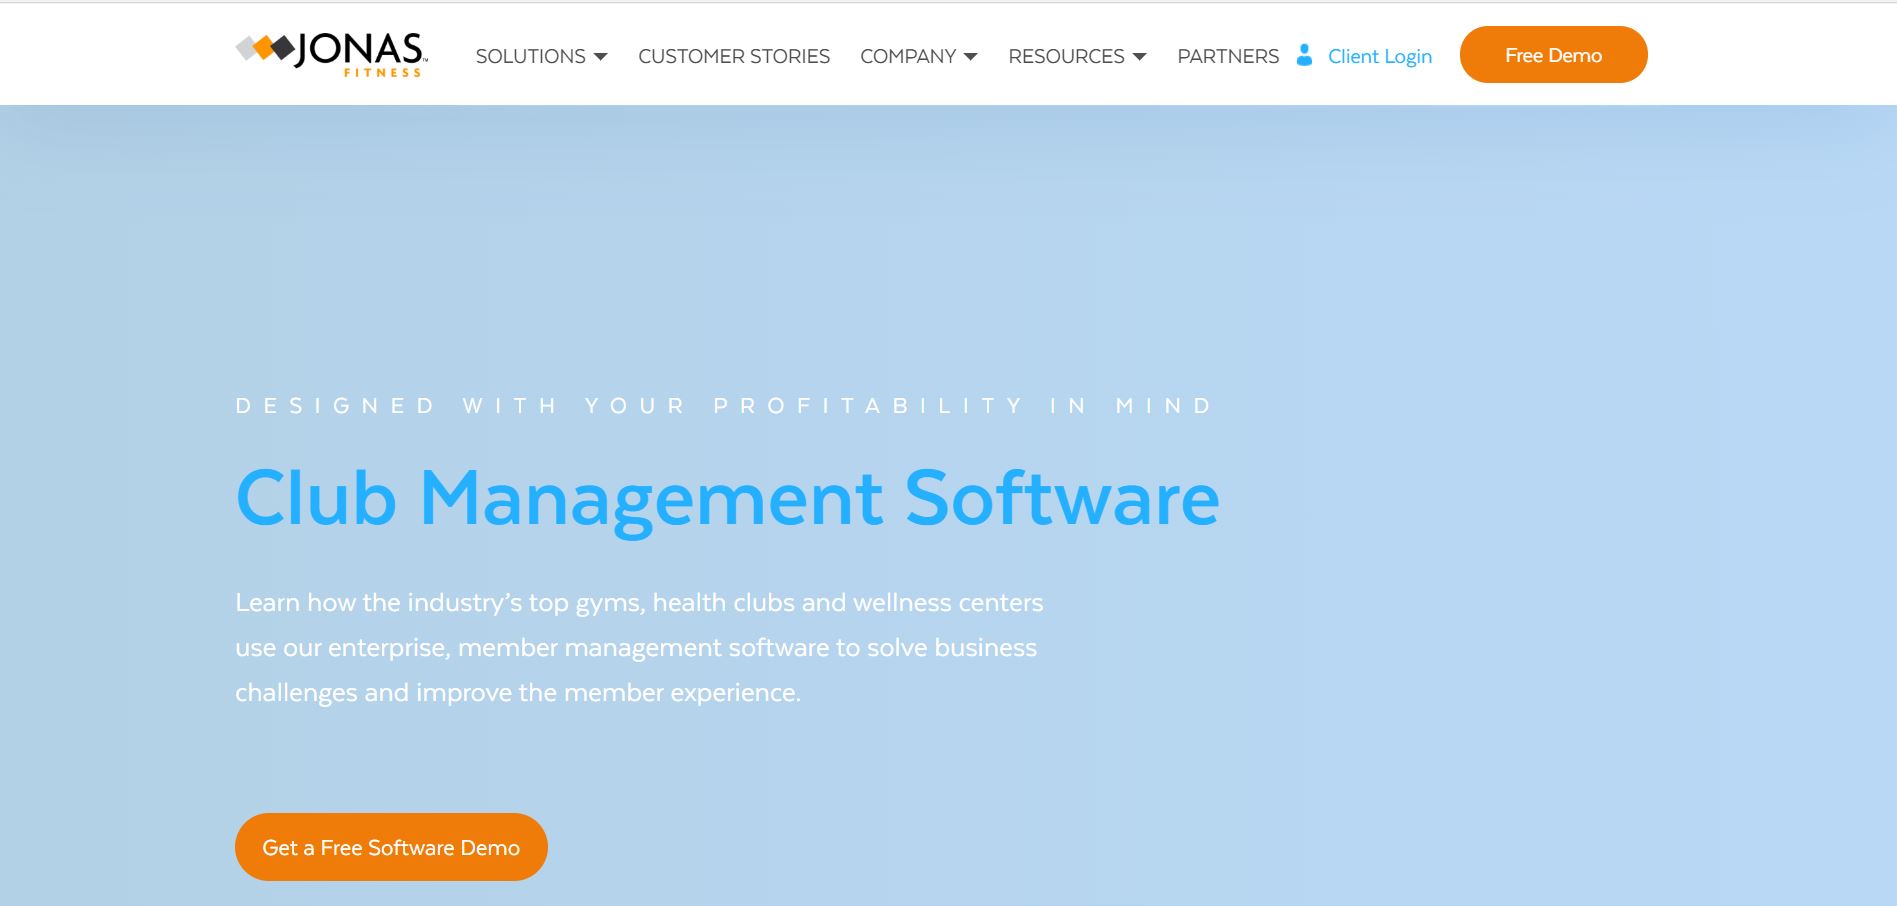 JONAS™
FITNESS
SOLUTIONS CUSTOMER STORIES COMPANY RESOURCES PARTNERS Client Login Free Demo
DESIGNED WITH YOUR PROFITABILITY IN MIND
Club Management Software
Learn how the industry’s top gyms, health clubs and wellness centers
use our enterprise, member management software to solve business
challenges and improve the member experience.
Get a Free Software Demo